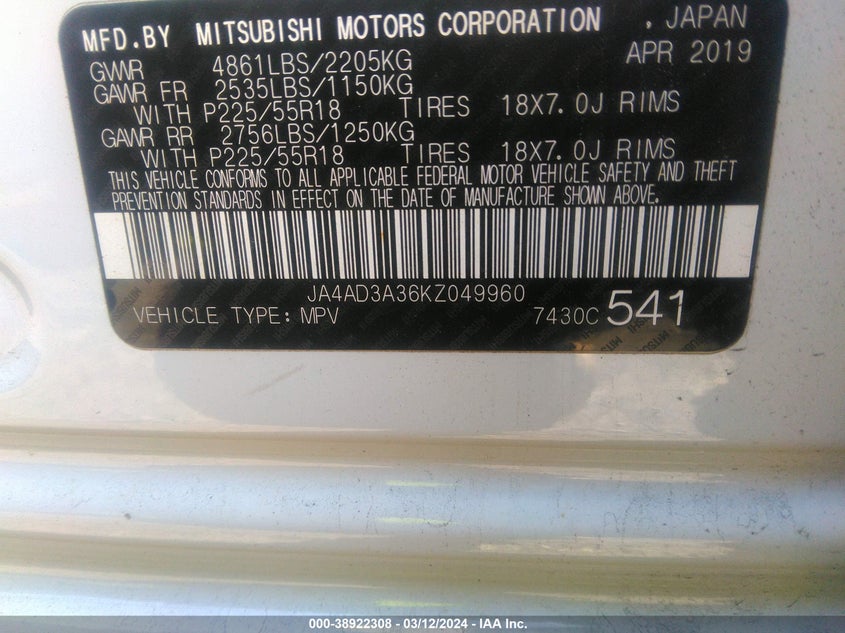 MFD.BY MITSUBISHI MOTORS CORPORATION . JAPAN
APR 2019
GVWR 4861LBS/2205KG
GAWR FR 2535LBS/1150KG
WITH P225/55R18 TIRES 18X7.0J RIMS
GAWR RR 2756LBS/1250KG
WITH P225/55R18 TIRES 18X7.0J RIMS
THIS VEHICLE CONFORMS TO ALL APPLICABLE FEDERAL MOTOR VEHICLE SAFETY AND THEFT
PREVENTION STANDARDS IN EFFECT ON THE DATE OF MANUFACTURE SHOWN ABOVE.
JA4AD3A36KZ049960
VEHICLE TYPE: MPV 7430C 541
000-38922308 - 03/12/2024 - IAA Inc.